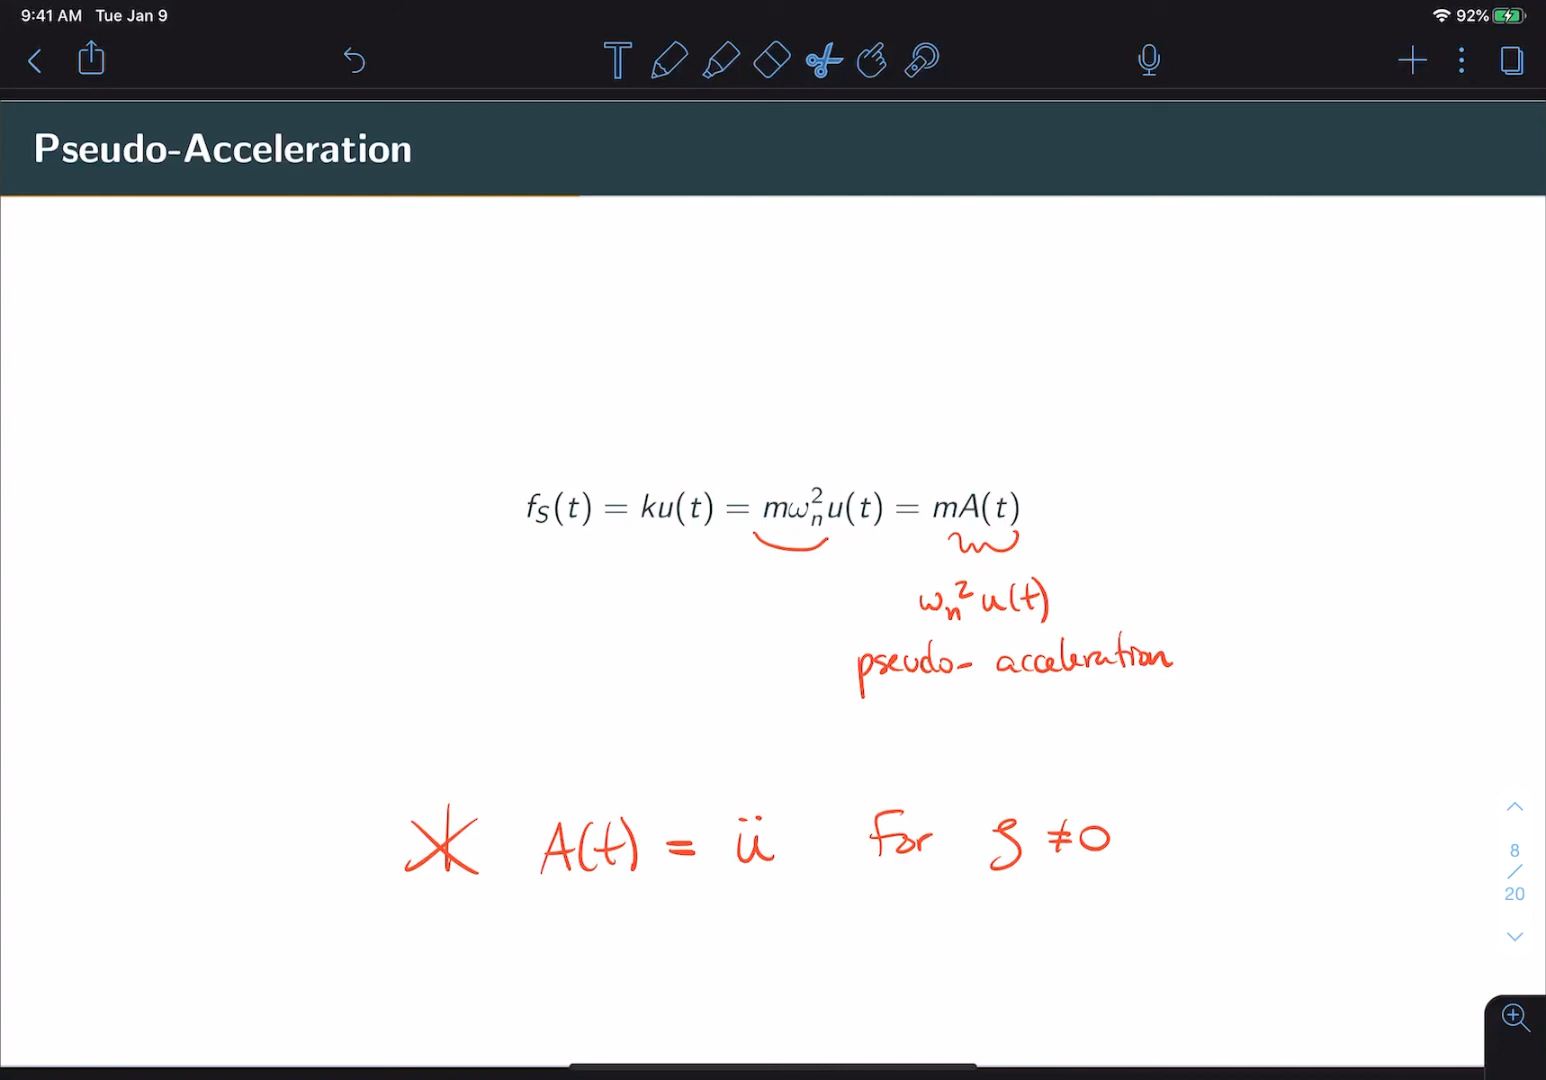 9:41 AM Tue Jan 9
92%
Pseudo-Acceleration
fS(t) = ku(t) = mωn²u(t) = mA(t)
ωn² u(t)
pseudo- acceleration
A(t) = ü for ζ ≠ 0
8
/
20